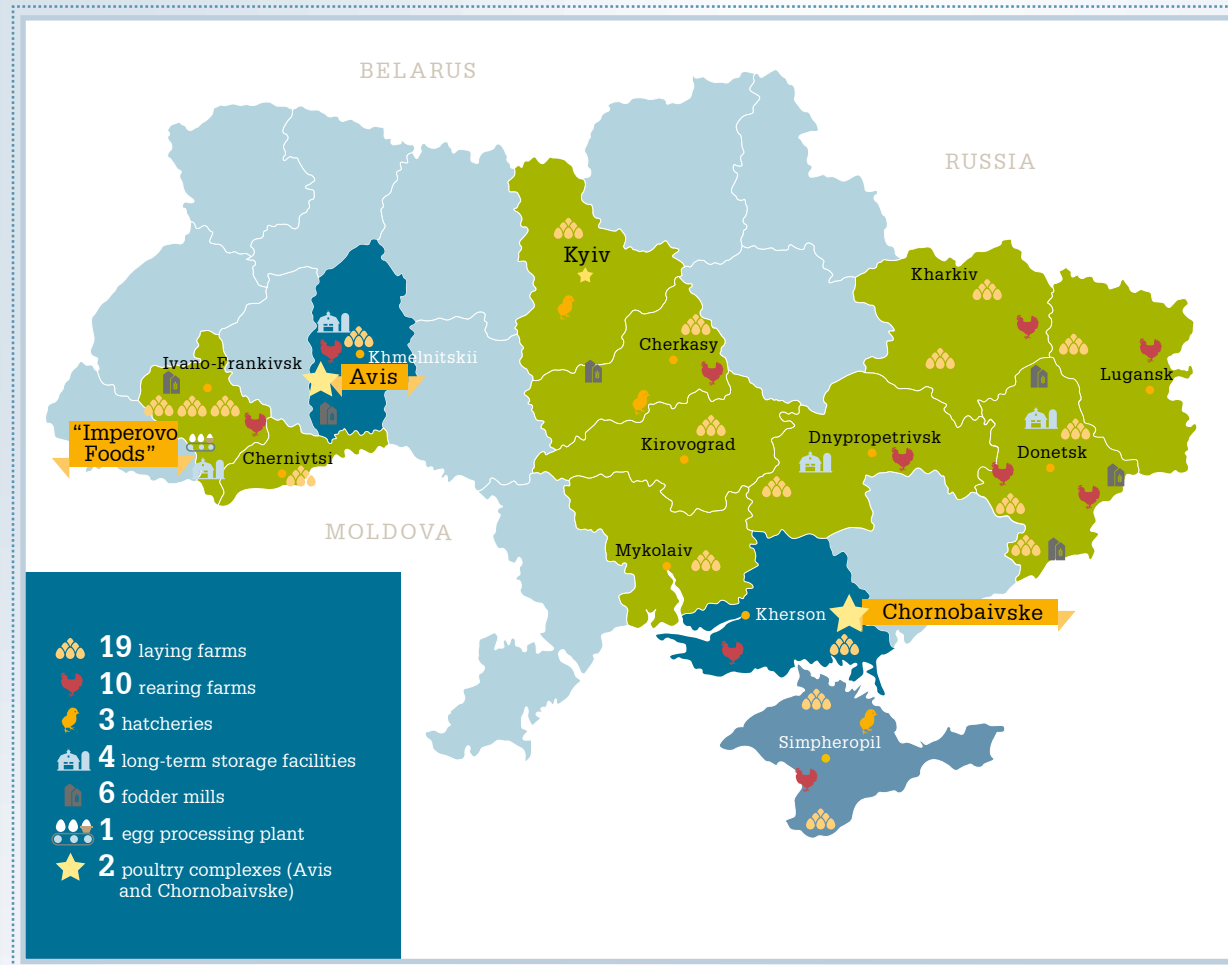 BELARUS
RUSSIA
Kyiv
Kharkiv
Cherkasy
Khmelnitskii
Ivano-Frankivsk
Avis
Lugansk
"Imperovo
Foods"
Chernivtsi
Kirovograd
Dnypropetrivsk
Donetsk
MOLDOVA
Mykolaiv
Kherson
Chornobaivske
Simpheropil
19 laying farms
10 rearing farms
3 hatcheries
4 long-term storage facilities
6 fodder mills
1 egg processing plant
2 poultry complexes (Avis
and Chornobaivske)